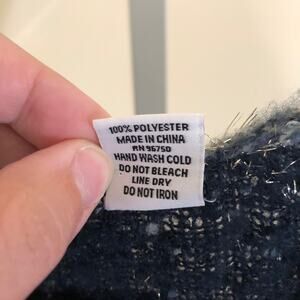 100% POLYESTER
MADE IN CHINA
RN 96750
HAND WASH COLD
DO NOT BLEACH
LINE DRY
DO NOT IRON